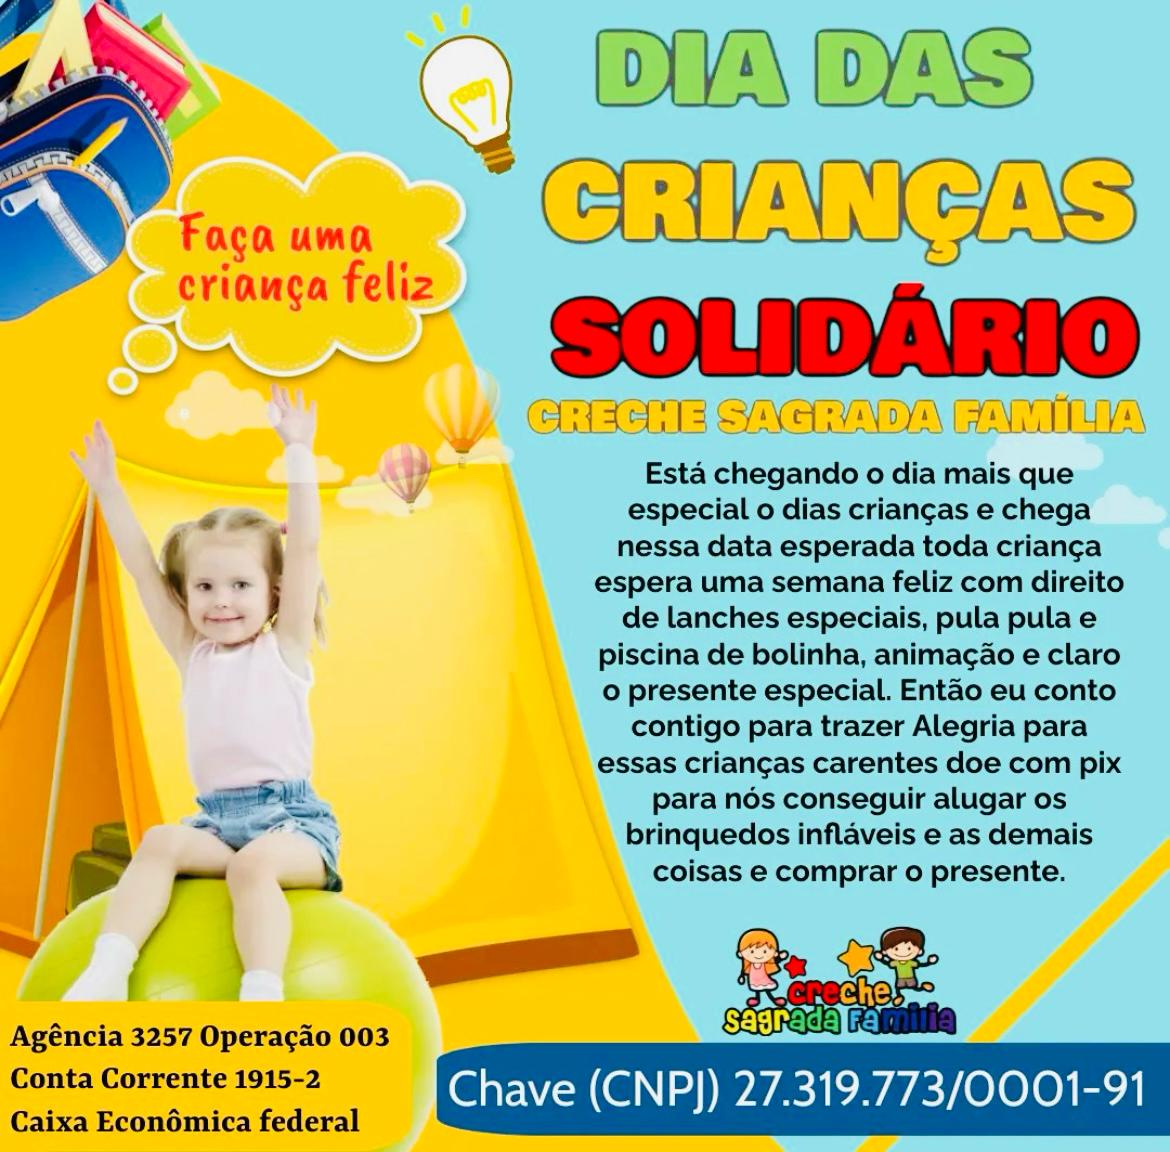 DIA DAS
CRIANÇAS
SOLIDÁRIO
CRECHE SAGRADA FAMÍLIA
Faça uma
criança feliz
Está chegando o dia mais que
especial o dias crianças e chega
nessa data esperada toda criança
espera uma semana feliz com direito
de lanches especiais, pula pula e
piscina de bolinha, animação e claro
o presente especial. Então eu conto
contigo para trazer Alegria para
essas crianças carentes doe com pix
para nós conseguir alugar os
brinquedos infláveis e as demais
coisas e comprar o presente.
creche
sagrada Família
Agência 3257 Operação 003
Conta Corrente 1915-2
Caixa Econômica federal
Chave (CNPJ) 27.319.773/0001-91